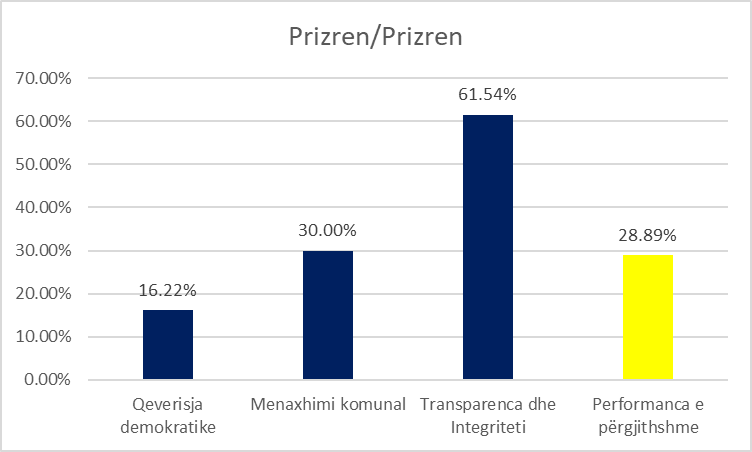 Prizren/Prizren
70.00%
60.00%
50.00%
40.00%
30.00%
20.00%
10.00%
0.00%
16.22%
30.00%
61.54%
28.89%
Qeverisja
demokratike
Menaxhimi komunal
Transparenca dhe
Integriteti
Performanca e
përgjithshme